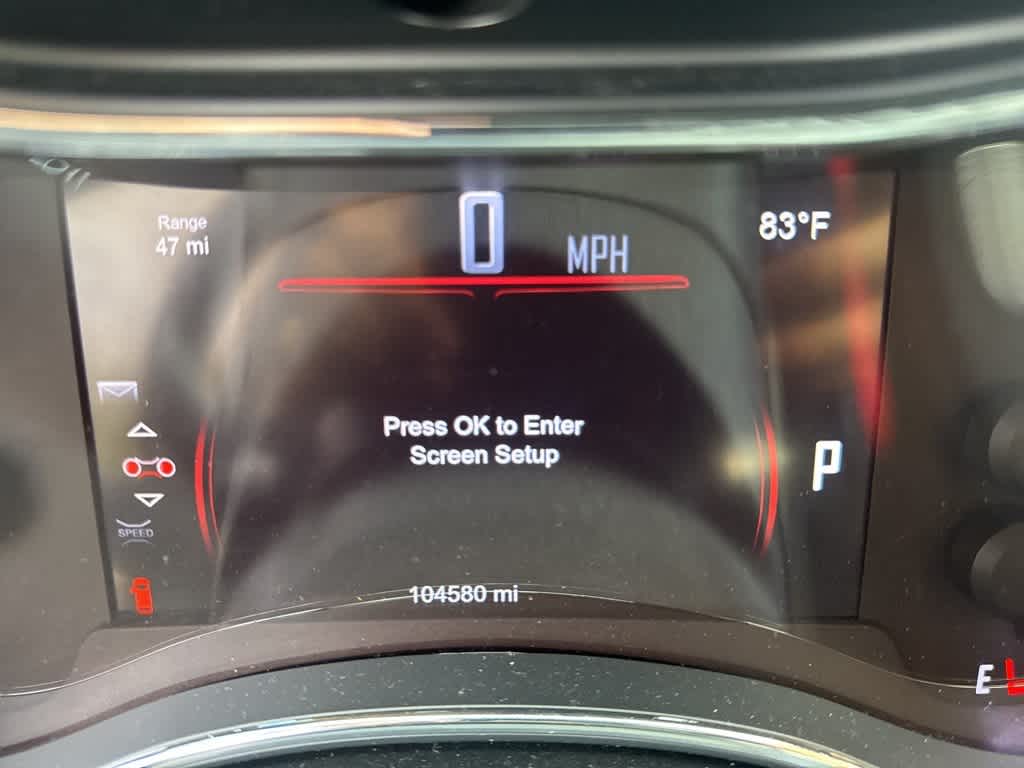 Range
47 mi
0 MPH
83°F
Press OK to Enter
Screen Setup
P
SPEED
104580 mi
E